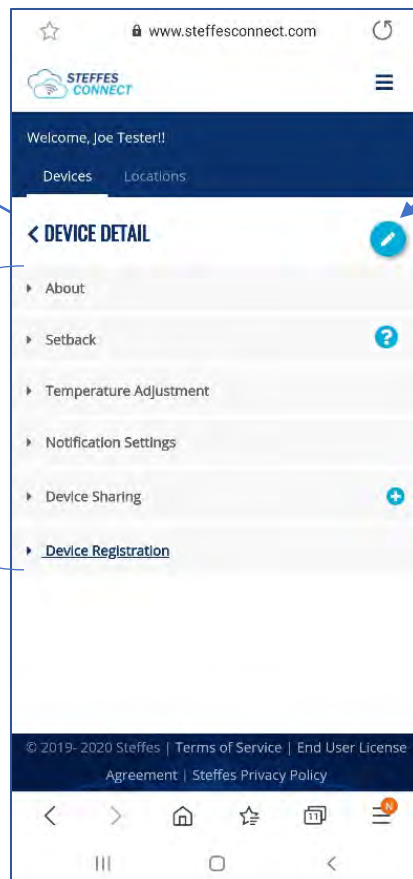 www.steffesconnect.com
STEFFES
CONNECT
Welcome, Joe Tester!!
Devices Locations
< DEVICE DETAIL
About
Setback ?
Temperature Adjustment
Notification Settings
Device Sharing
Device Registration
© 2019- 2020 Steffes | Terms of Service | End User License
Agreement | Steffes Privacy Policy
11 N